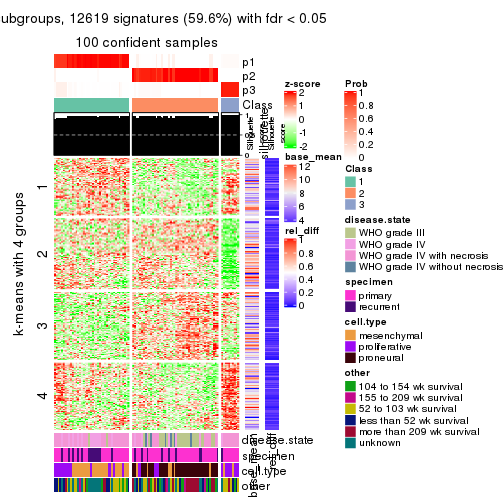 ubgroups, 12619 signatures (59.6%) with fdr < 0.05
100 confident samples
p1
p2
p3
Class
1
0
Silhouette
score
silhouette
k-means with 4 groups
1
2
3
4
disease.state
specimen
cell.type
other
base_mean
rel_diff
z-score
2
1
0
-1
-2
base_mean
12
10
8
6
4
rel_diff
1
0.8
0.6
0.4
0.2
0
Prob
1
0.8
0.6
0.4
0.2
0
Class
1
2
3
disease.state
WHO grade III
WHO grade IV
WHO grade IV with necrosis
WHO grade IV without necrosis
specimen
primary
recurrent
cell.type
mesenchymal
proliferative
proneural
other
104 to 154 wk survival
155 to 209 wk survival
52 to 103 wk survival
less than 52 wk survival
more than 209 wk survival
unknown